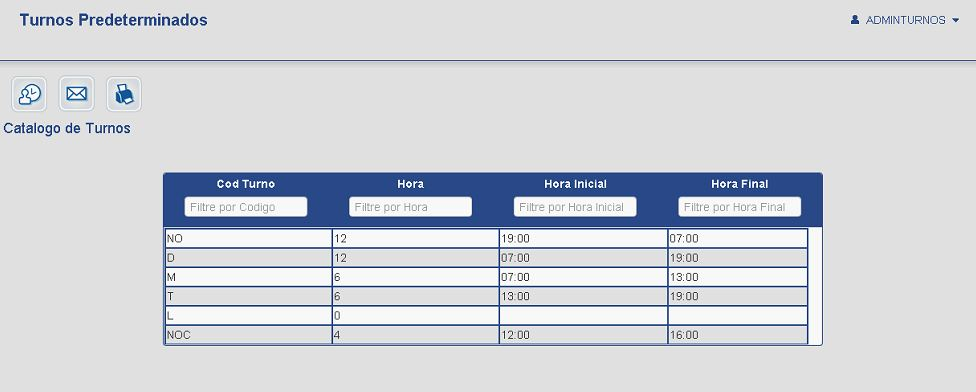 Turnos Predeterminados
ADMINTURNOS
Catalogo de Turnos
Cod Turno Hora Hora Inicial Hora Final
Filtre por Codigo Filtre por Hora Filtre por Hora Inicial Filtre por Hora Final
NO 12 19:00 07:00
D 12 07:00 19:00
M 6 07:00 13:00
T 6 13:00 19:00
L 0
NOC 4 12:00 16:00